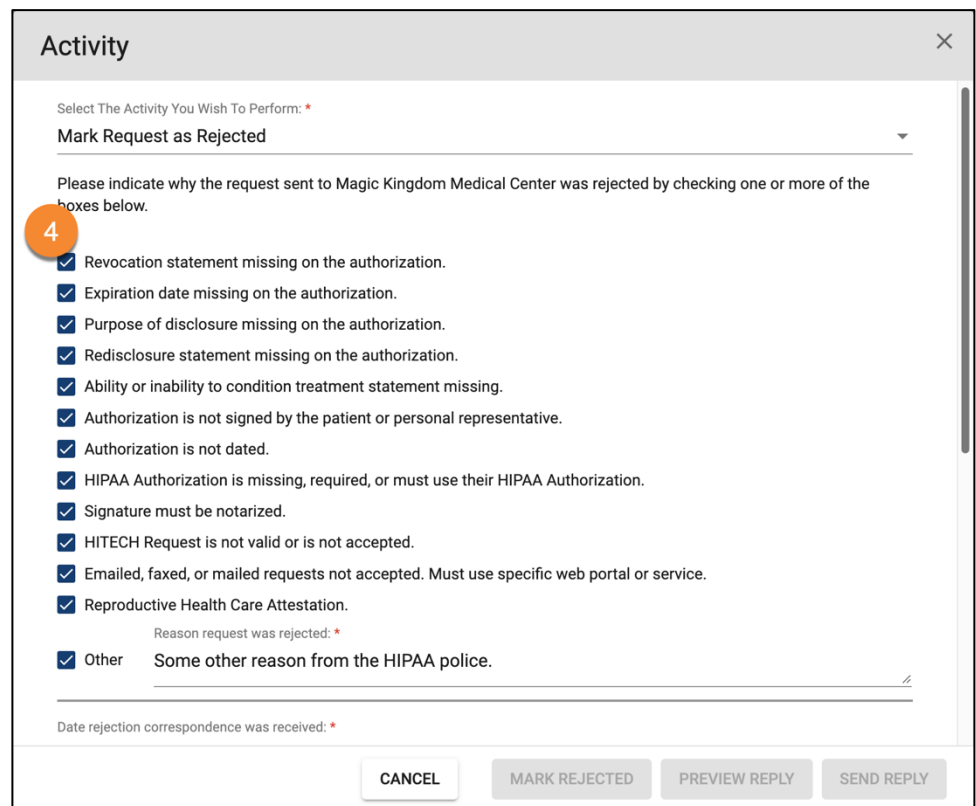 Activity
Select The Activity You Wish To Perform: *
Mark Request as Rejected
Please indicate why the request sent to Magic Kingdom Medical Center was rejected by checking one or more of the
boxes below.
4
Revocation statement missing on the authorization.
Expiration date missing on the authorization.
Purpose of disclosure missing on the authorization.
Redisclosure statement missing on the authorization.
Ability or inability to condition treatment statement missing.
Authorization is not signed by the patient or personal representative.
Authorization is not dated.
HIPAA Authorization is missing, required, or must use their HIPAA Authorization.
Signature must be notarized.
HITECH Request is not valid or is not accepted.
Emailed, faxed, or mailed requests not accepted. Must use specific web portal or service.
Reproductive Health Care Attestation.
Reason request was rejected: *
Other Some other reason from the HIPAA police.
Date rejection correspondence was received: *
CANCEL MARK REJECTED PREVIEW REPLY SEND REPLY